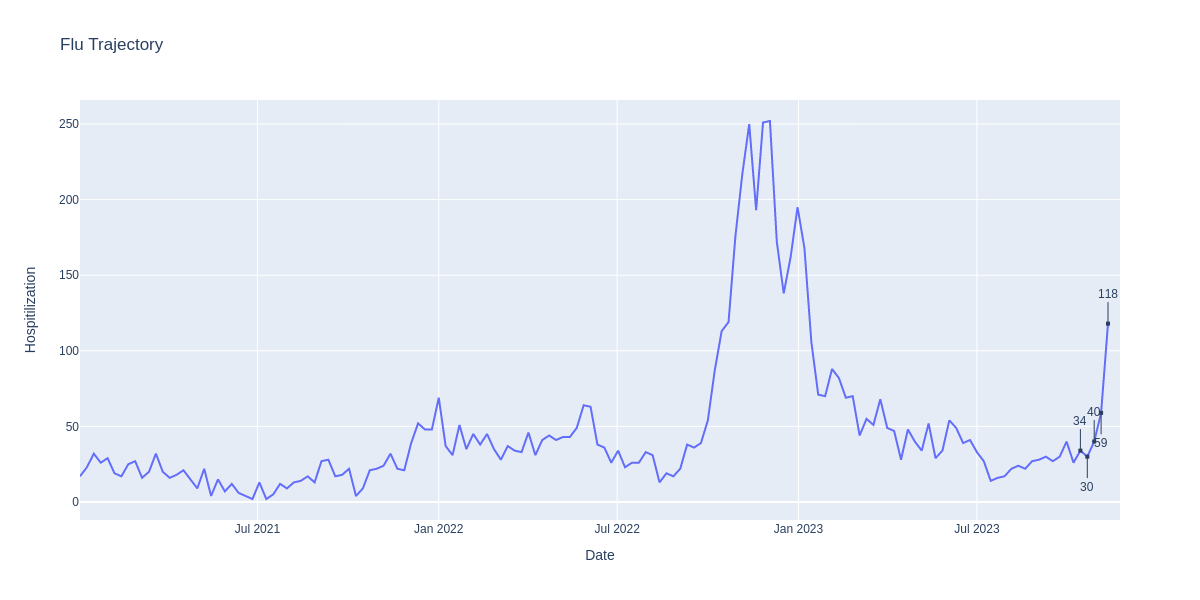 Flu Trajectory
Hospitilization
250
200
150
100
50
0
118
34
40
59
30
Jul 2021
Jan 2022
Jul 2022
Jan 2023
Jul 2023
Date